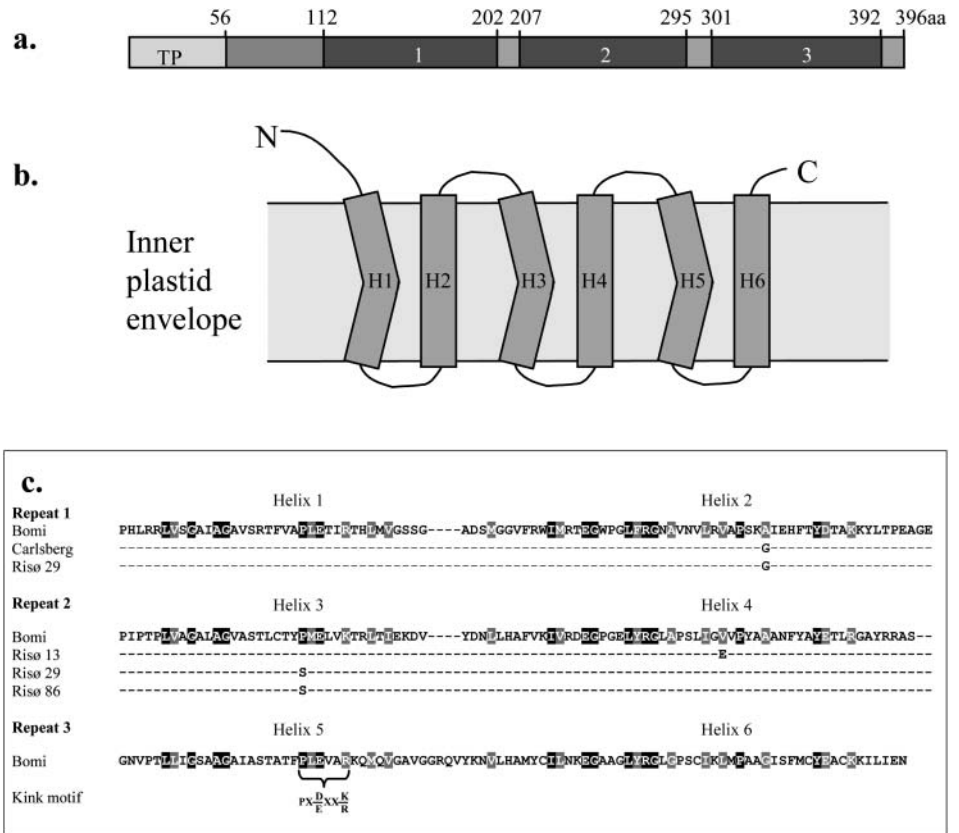 a.
56 112 202 207 295 301 392 396aa
TP 1 2 3
b.
N C
Inner
plastid
envelope
H1 H2 H3 H4 H5 H6
c.
Helix 1 Helix 2
Repeat 1
Bomi PHLRRLVSGAIAGAVSRTFVAPLETIRTHLMVGSSG----ADSMGGVFRWIMRTEGWPGLFRGNAVNVLRVAPSKAIEHFTYDTAKKYLTPEAGE
Carlsberg G
Risø 29 G
Repeat 2 Helix 3 Helix 4
Bomi PIPTPLVAGALAGVASTLCTYPMELVKTRLTIEKDV----YDNLLHAFVKIVRDEGPGELYRGLAPSLIGVVPYAAANFYAYETLRGAYRRAS--
Risø 13 E
Risø 29 S
Risø 86 S
Repeat 3 Helix 5 Helix 6
Bomi GNVPTLLIGSAAGAIASTATFPLEVARKQMQVGAVGGRQVYKNVLHAMYCILNKEGAAGLYRGLGPSCIKLMPAAGISFMCYEACKKILIEN
Kink motif PX D/E XX K/R